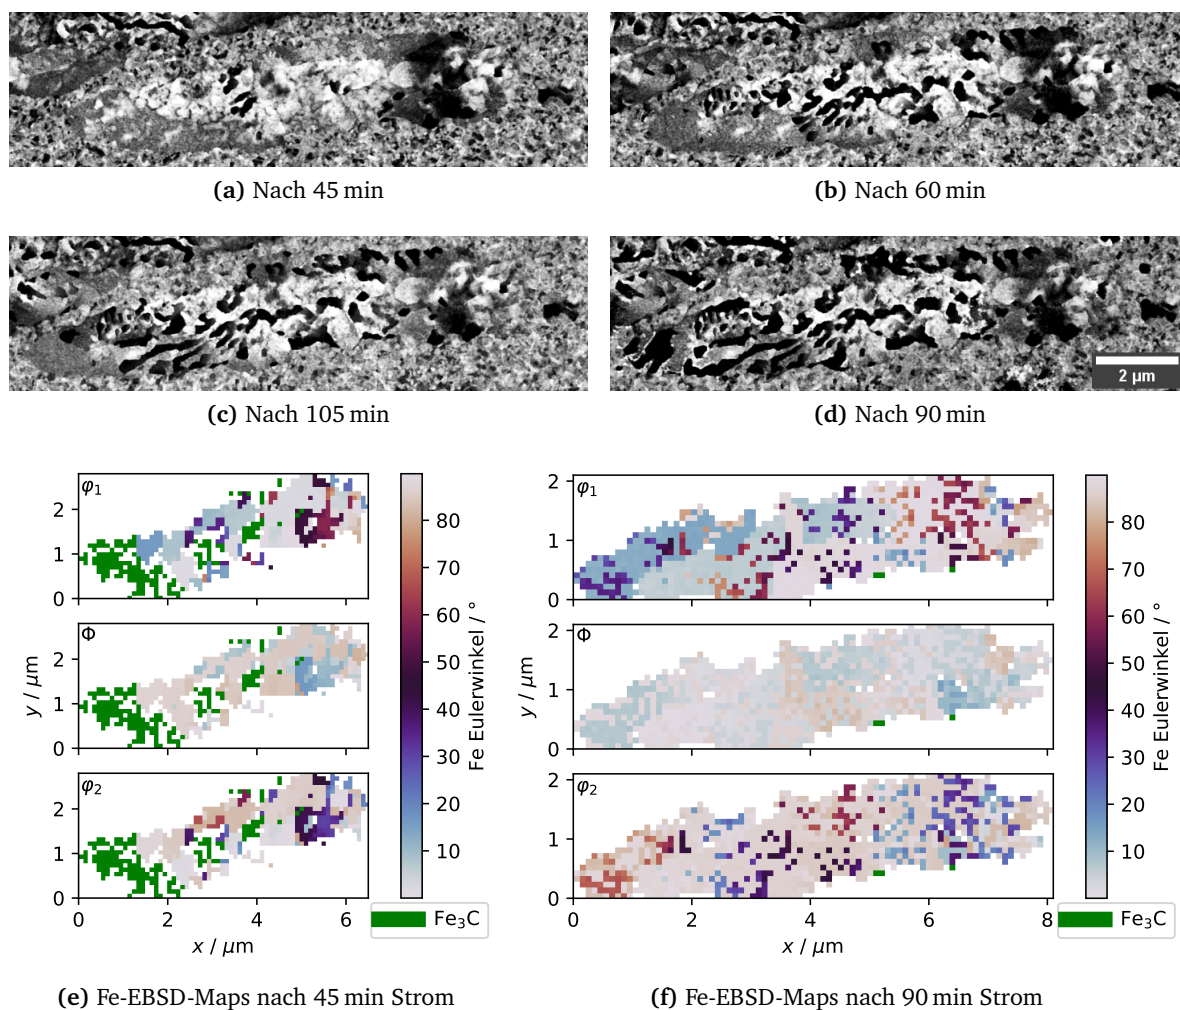 (a) Nach 45 min
(b) Nach 60 min
2 µm
(c) Nach 105 min
(d) Nach 90 min
φ1
2
1
0
Φ
2
1
0
φ2
2
1
0
0 2 4 6
x / µm
y / µm
80
70
60
50
40
30
20
10
Fe Eulerwinkel / °
Fe3C
φ1
2
1
0
Φ
2
1
0
φ2
2
1
0
0 2 4 6 8
x / µm
y / µm
80
70
60
50
40
30
20
10
Fe Eulerwinkel / °
Fe3C
(e) Fe-EBSD-Maps nach 45 min Strom
(f) Fe-EBSD-Maps nach 90 min Strom